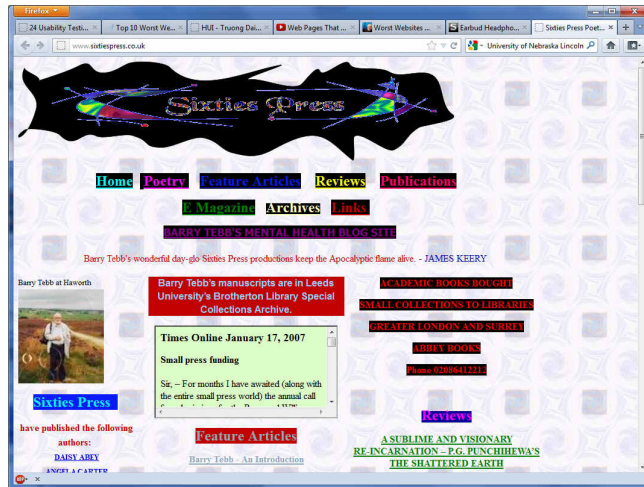 Firefox
24 Usability Testi...
Top 10 Worst We...
HUI - Truong Dai...
Web Pages That ...
Worst Websites ...
Earbud Headpho...
Sixties Press Poet...
www.sixtiespress.co.uk
University of Nebraska Lincoln
Sixties Press
Home Poetry Feature Articles Reviews Publications
E Magazine Archives Links
BARRY TEBB'S MENTAL HEALTH BLOG SITE
Barry Tebb's wonderful day-glo Sixties Press productions keep the Apocalyptic flame alive. - JAMES KEERY
Barry Tebb at Haworth
Sixties Press
have published the following
authors:
DAISY ABEY
ANGELA CARTER
Barry Tebb's manuscripts are in Leeds
University's Brotherton Library Special
Collections Archive.
Times Online January 17, 2007
Small press funding
Sir, – For months I have awaited (along with
the entire small press world) the annual call
Feature Articles
Barry Tebb - An Introduction
ACADEMIC BOOKS BOUGHT
SMALL COLLECTIONS TO LIBRARIES
GREATER LONDON AND SURREY
ABBEY BOOKS
Phone 02086412212
Reviews
A SUBLIME AND VISIONARY
RE-INCARNATION – P.G. PUNCHIHEWA'S
THE SHATTERED EARTH